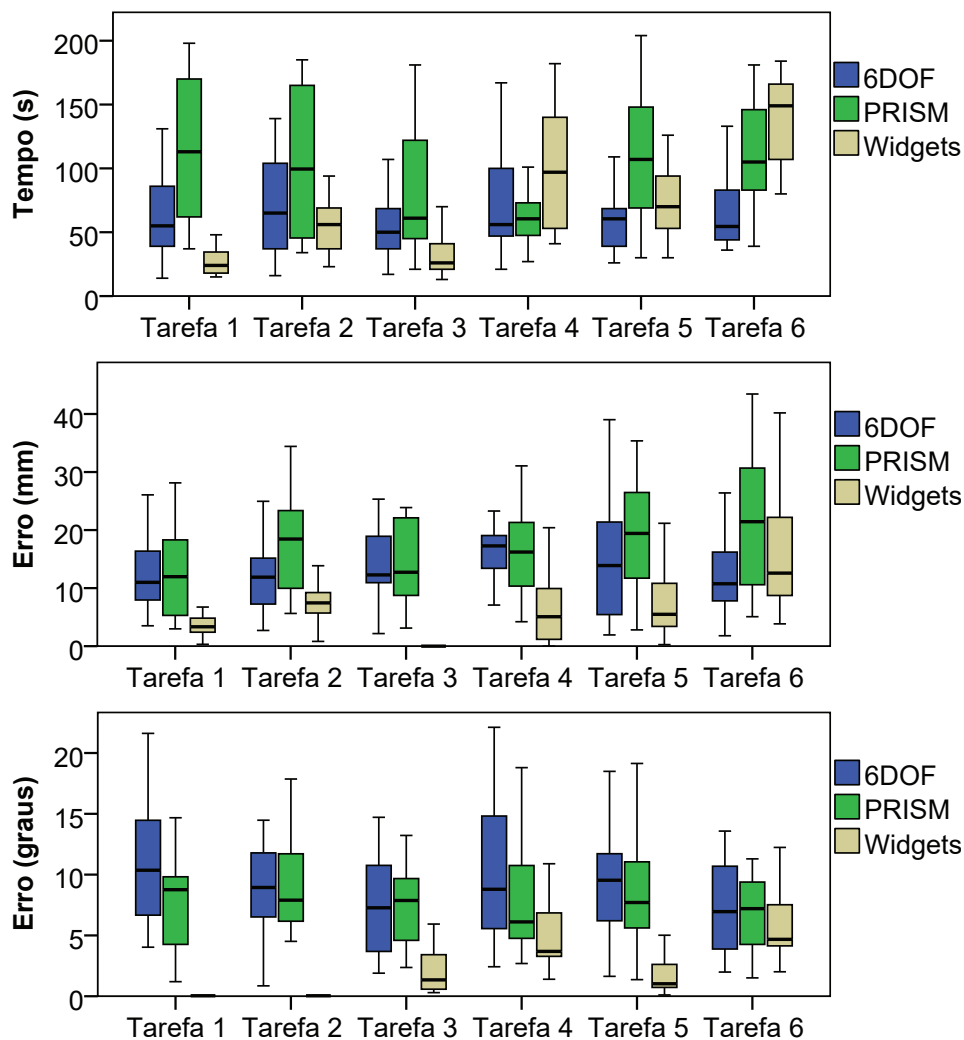 Tempo (s)
200
150
100
50
0
Tarefa 1 Tarefa 2 Tarefa 3 Tarefa 4 Tarefa 5 Tarefa 6
6DOF
PRISM
Widgets
Erro (mm)
40
30
20
10
0
Tarefa 1 Tarefa 2 Tarefa 3 Tarefa 4 Tarefa 5 Tarefa 6
6DOF
PRISM
Widgets
Erro (graus)
20
15
10
5
0
Tarefa 1 Tarefa 2 Tarefa 3 Tarefa 4 Tarefa 5 Tarefa 6
6DOF
PRISM
Widgets